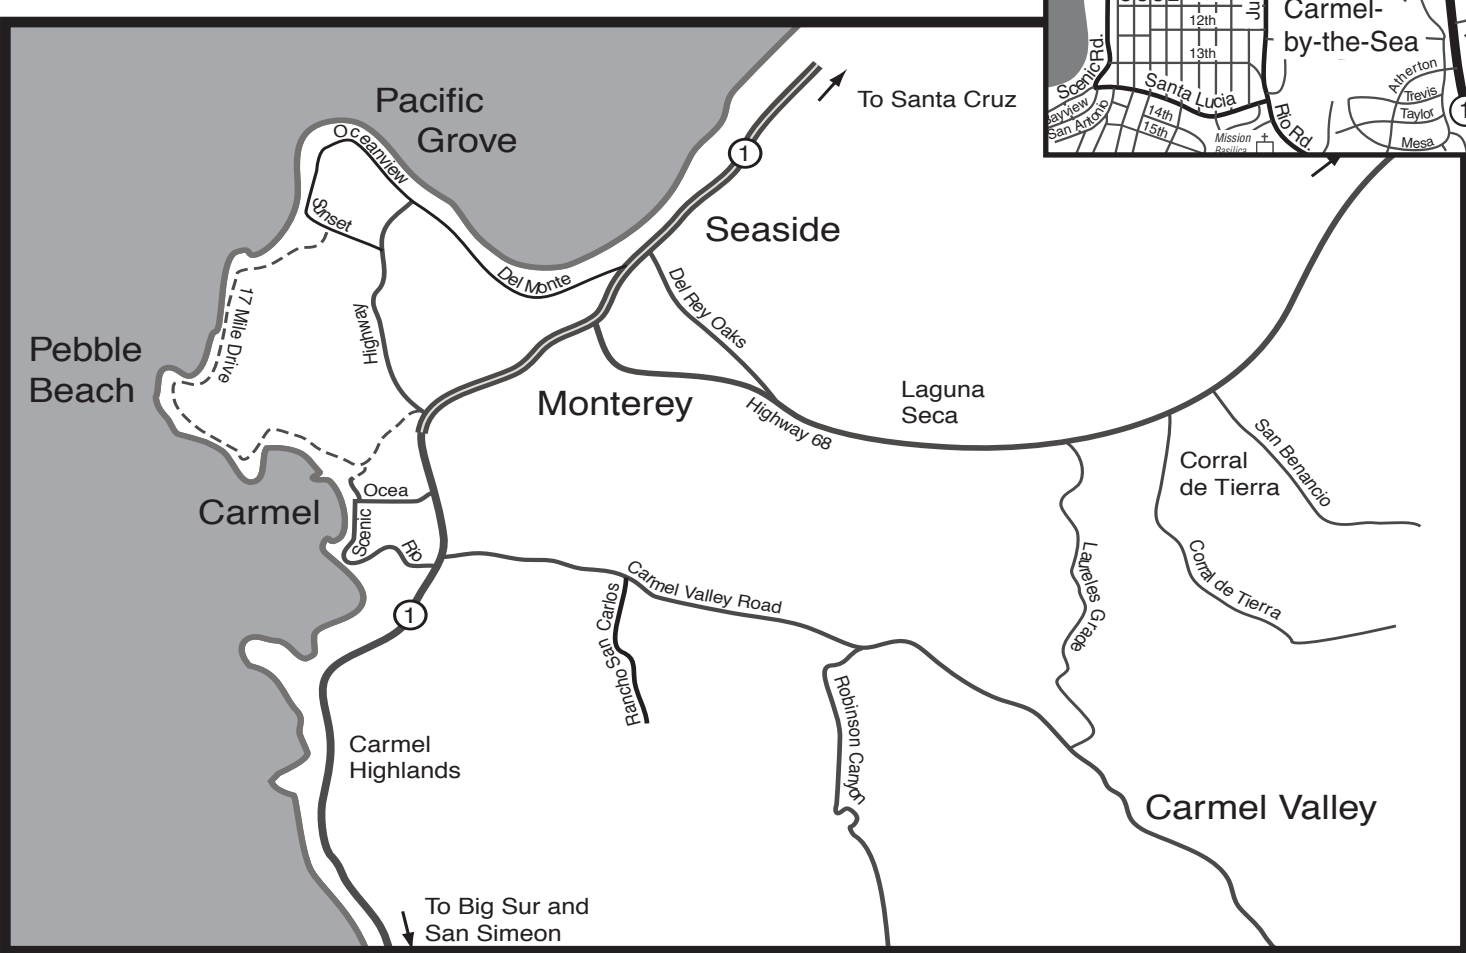 12th
Carmel-
by-the-Sea
13th
Scenic Rd.
Santa Lucia
Atherton
Trevis
Taylor
Mesa
14th
15th
San Antonio
Mission
Basilica
Rio Rd.
1
To Santa Cruz
Pacific
Grove
Oceanview
Sunset
1
Seaside
Del Monte
Del Rey Oaks
17 Mile Drive
Highway
Pebble
Beach
Monterey
Highway 68
Laguna
Seca
Corral
de Tierra
San Benancio
Carmel
Ocea
Scenic
Rio
Carmel Valley Road
Rancho San Carlos
Laureles Grade
Corral de Tierra
1
Robinson Canyon
Carmel
Highlands
Carmel Valley
To Big Sur and
San Simeon